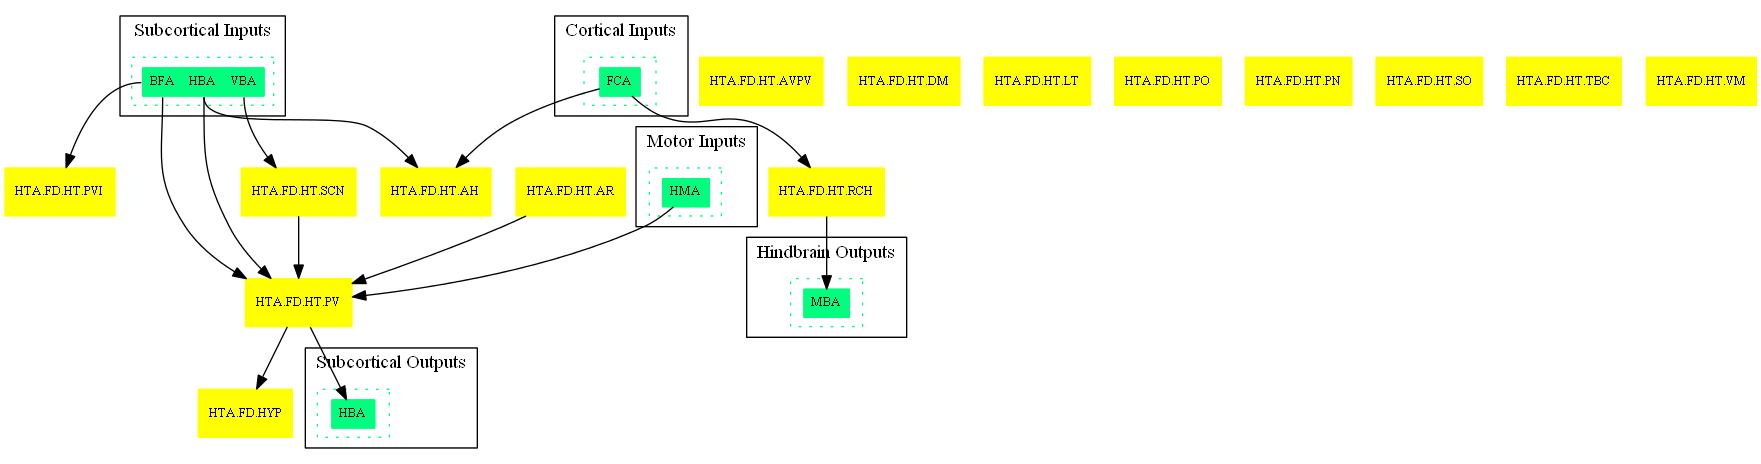 Subcortical Inputs
Cortical Inputs
BFA HBA VBA
FCA
HTA.FD.HT.AVPV
HTA.FD.HT.DM
HTA.FD.HT.LT
HTA.FD.HT.PO
HTA.FD.HT.PN
HTA.FD.HT.SO
HTA.FD.HT.TBC
HTA.FD.HT.VM
Motor Inputs
HTA.FD.HT.PVI
HTA.FD.HT.SCN
HTA.FD.HT.AH
HTA.FD.HT.AR
HMA
HTA.FD.HT.RCH
Hindbrain Outputs
HTA.FD.HT.PV
MBA
Subcortical Outputs
HTA.FD.HYP
HBA